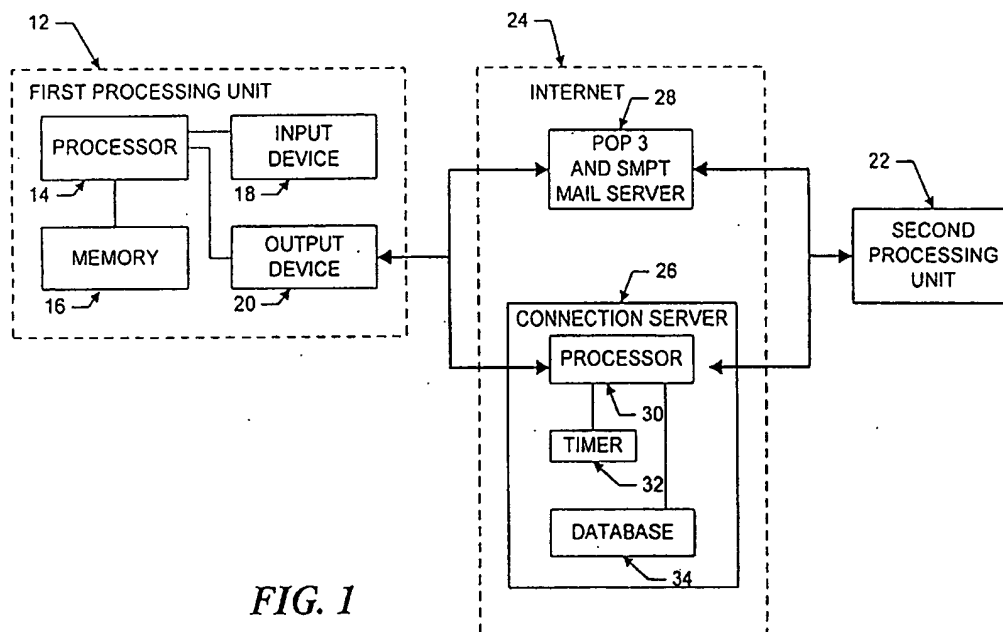 12
FIRST PROCESSING UNIT
PROCESSOR
14
INPUT
DEVICE
18
MEMORY
16
OUTPUT
DEVICE
20
24
INTERNET
28
POP 3
AND SMPT
MAIL SERVER
22
SECOND
PROCESSING
UNIT
26
CONNECTION SERVER
PROCESSOR
30
TIMER
32
DATABASE
34
FIG. 1